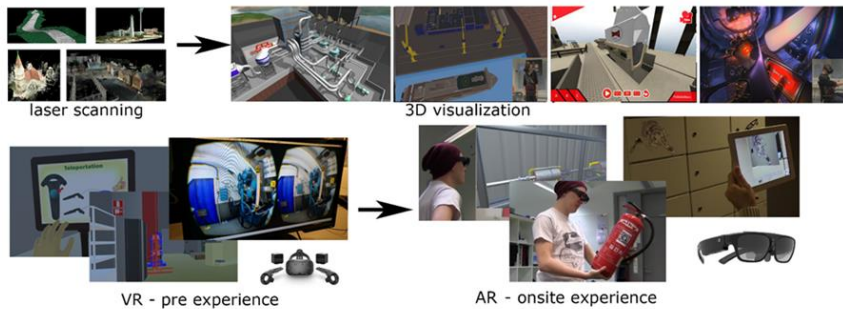 laser scanning
3D visualization
Teleportation
VR - pre experience
AR - onsite experience